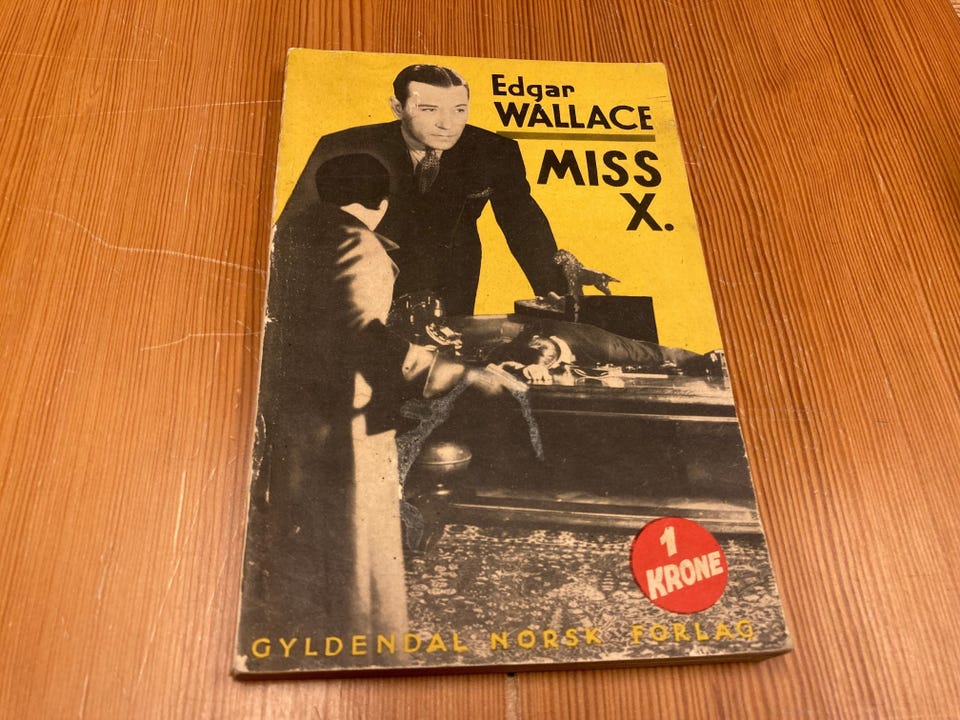 Edgar
WALLACE
MISS
X.
1
KRONE
GYLDENDAL NORSK FORLAG